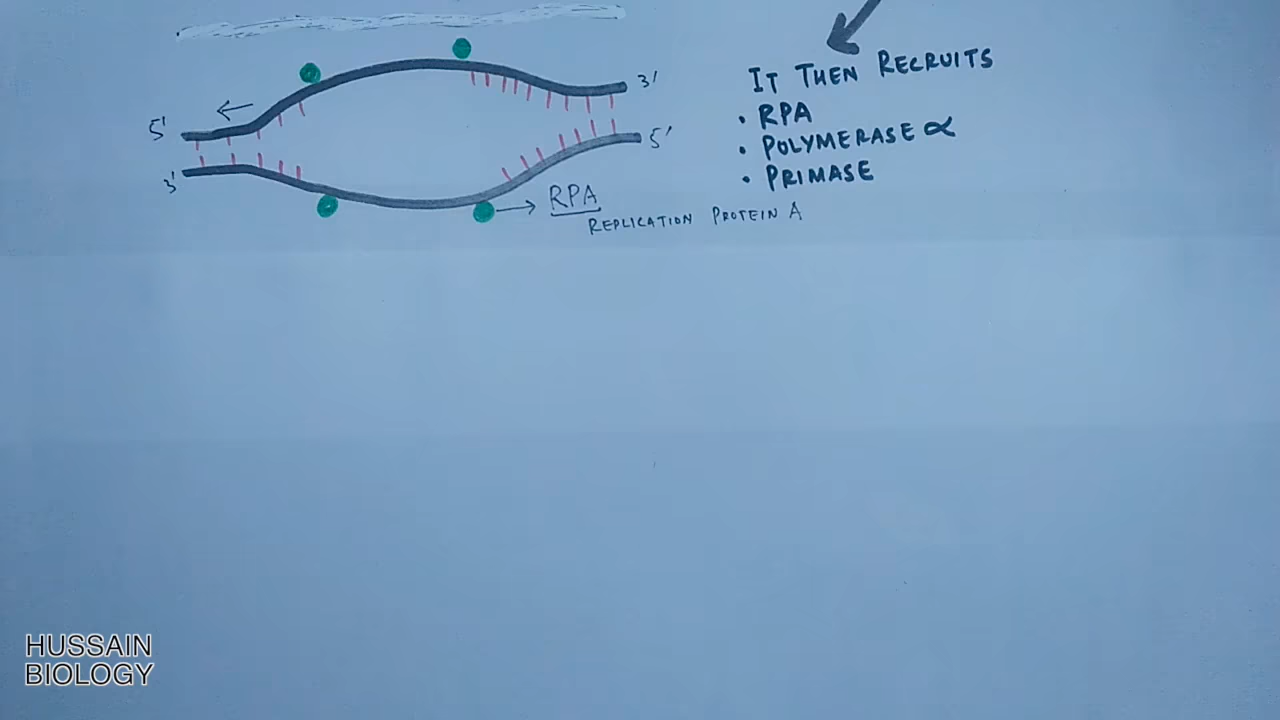 5'
3'
3'
5'
RPA
REPLICATION PROTEIN A
IT THEN RECRUITS
• RPA
• POLYMERASE α
• PRIMASE
HUSSAIN
BIOLOGY